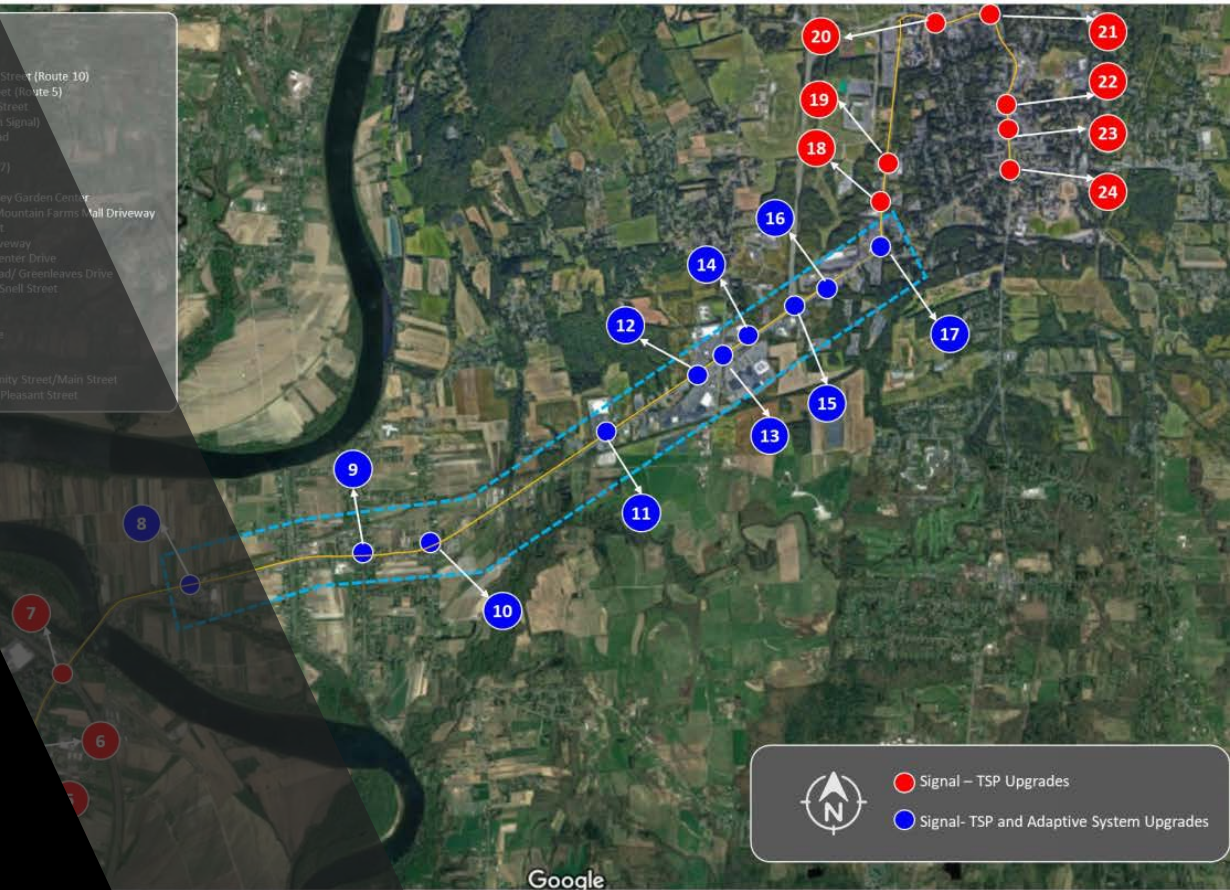 Street (Route 10)
et (Route 5)
Street
Signal)
d
7)
ey Garden Center
Mountain Farms Mall Driveway
t
veway
enter Drive
ad/ Greenleaves Drive
Snell Street
e
nity Street/Main Street
Pleasant Street
20
21
22
19
23
18
24
16
14
17
12
15
13
9
11
8
10
7
6
5
N
Signal – TSP Upgrades
Signal- TSP and Adaptive System Upgrades
Google